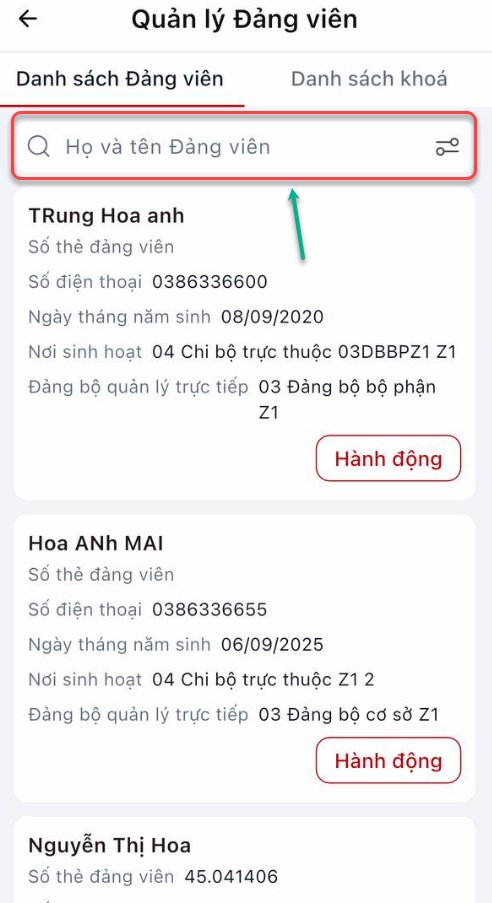 Quản lý Đảng viên
Danh sách Đảng viên Danh sách khoá
Họ và tên Đảng viên
TRung Hoa anh
Số thẻ đảng viên
Số điện thoại 0386336600
Ngày tháng năm sinh 08/09/2020
Nơi sinh hoạt 04 Chi bộ trực thuộc 03DBBPZ1 Z1
Đảng bộ quản lý trực tiếp 03 Đảng bộ bộ phận
Z1
Hành động
Hoa ANh MAI
Số thẻ đảng viên
Số điện thoại 0386336655
Ngày tháng năm sinh 06/09/2025
Nơi sinh hoạt 04 Chi bộ trực thuộc Z1 2
Đảng bộ quản lý trực tiếp 03 Đảng bộ cơ sở Z1
Hành động
Nguyễn Thị Hoa
Số thẻ đảng viên 45.041406